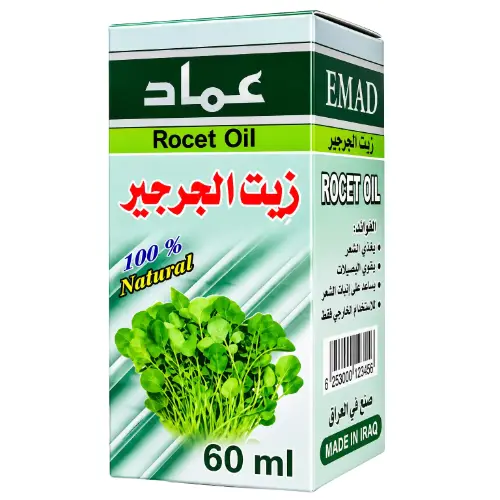 عماد
Rocet Oil
زيت الجرجير
100 %
Natural
60 ml
EMAD
زيت الجرجير
ROCET OIL
الفوائد:
• يغذي الشعر
• يقوي البصيلات
• يساعد على إنبات الشعر
• للاستخدام الخارجي فقط
6 253000 123456
صنع في العراق
MADE IN IRAQ